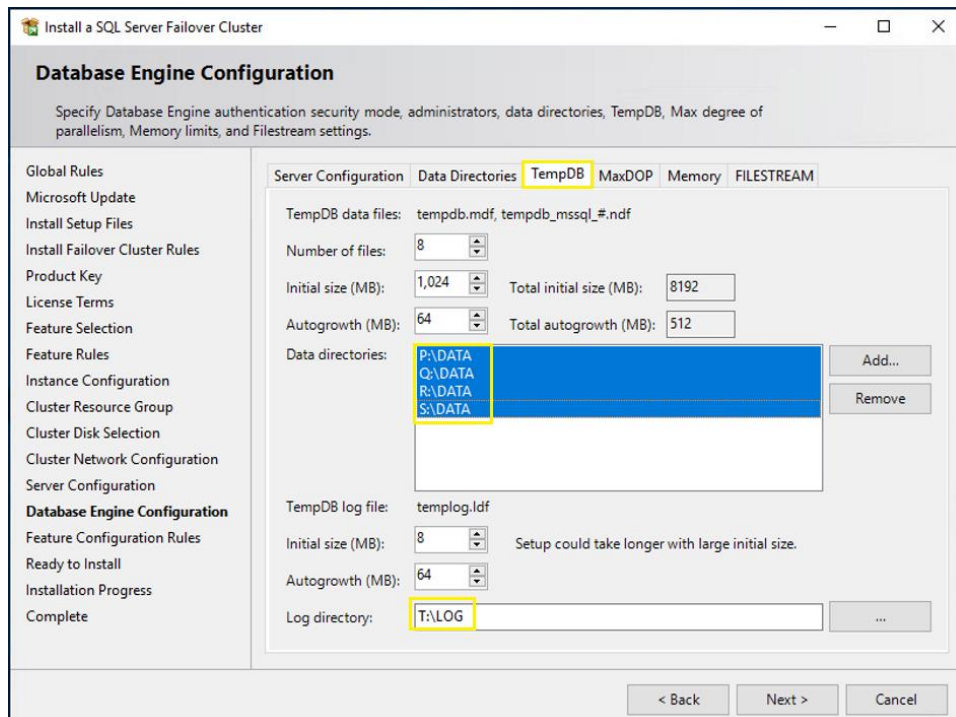 Install a SQL Server Failover Cluster
Database Engine Configuration
Specify Database Engine authentication security mode, administrators, data directories, TempDB, Max degree of
parallelism, Memory limits, and Filestream settings.
Global Rules
Microsoft Update
Install Setup Files
Install Failover Cluster Rules
Product Key
License Terms
Feature Selection
Feature Rules
Instance Configuration
Cluster Resource Group
Cluster Disk Selection
Cluster Network Configuration
Server Configuration
Database Engine Configuration
Feature Configuration Rules
Ready to Install
Installation Progress
Complete
Server Configuration Data Directories TempDB MaxDOP Memory FILESTREAM
TempDB data files: tempdb.mdf, tempdb_mssql_#.ndf
Number of files: 8
Initial size (MB): 1,024 Total initial size (MB): 8192
Autogrowth (MB): 64 Total autogrowth (MB): 512
Data directories: P:\DATA
Q:\DATA
R:\DATA
S:\DATA
Add...
Remove
TempDB log file: templog.ldf
Initial size (MB): 8 Setup could take longer with large initial size.
Autogrowth (MB): 64
Log directory: T:\LOG ...
< Back Next > Cancel